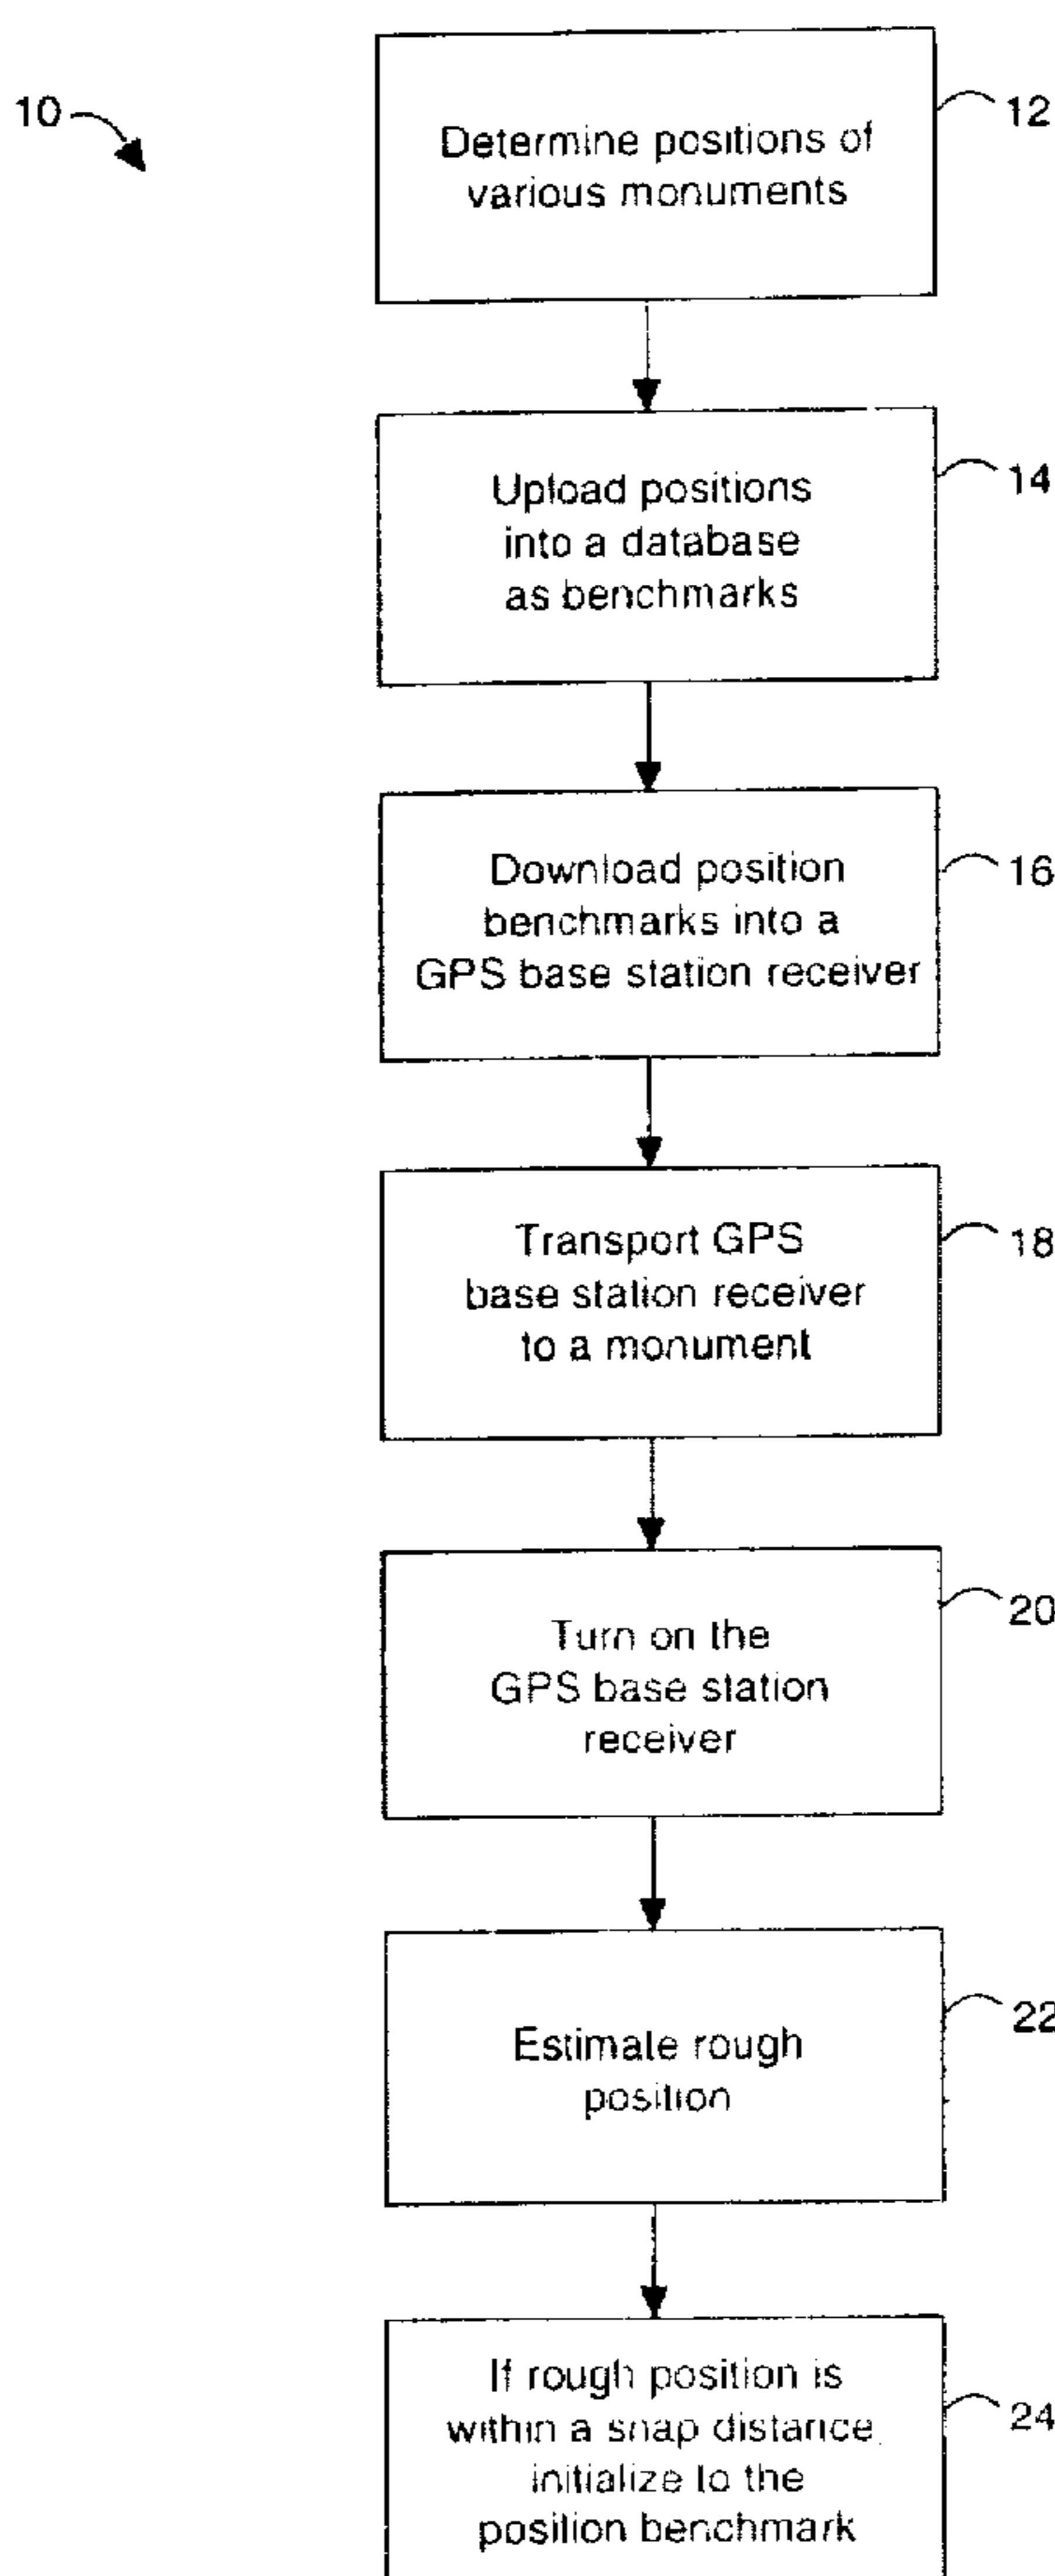 10
12
Determine positions of
various monuments
14
Upload positions
into a database
as benchmarks
16
Download position
benchmarks into a
GPS base station receiver
18
Transport GPS
base station receiver
to a monument
20
Turn on the
GPS base station
receiver
22
Estimate rough
position
24
If rough position is
within a snap distance,
initialize to the
position benchmark